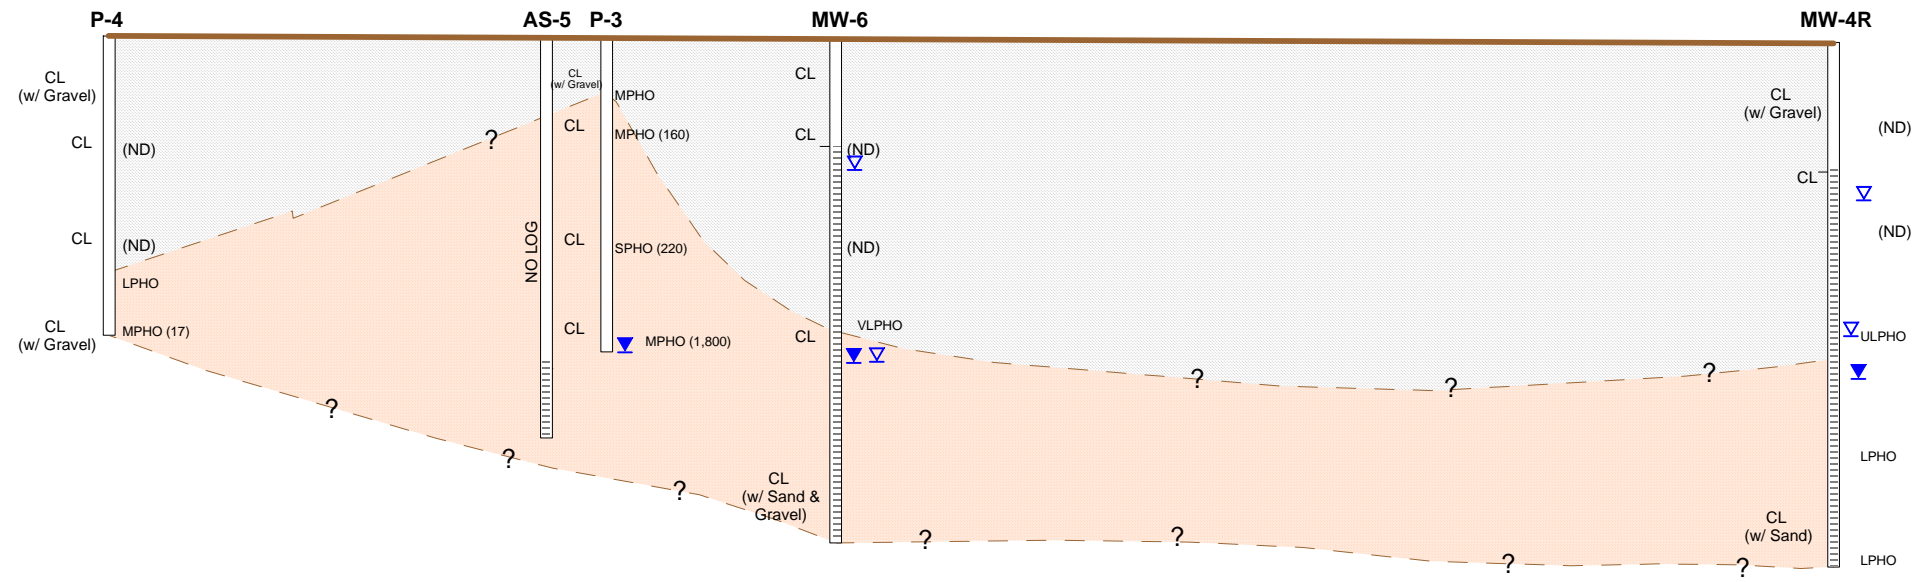 P-4
AS-5
P-3
MW-6
MW-4R
CL
(w/ Gravel)
CL
(ND)
CL
(ND)
LPHO
CL
(w/ Gravel)
MPHO (17)
?
?
?
?
NO LOG
CL
(w/ Gravel)
CL
CL
CL
MPHO
MPHO (160)
SPHO (220)
MPHO (1,800)
CL
CL
(ND)
(ND)
CL
VLPHO
CL
(w/ Sand &
Gravel)
?
?
?
?
?
?
?
CL
(w/ Gravel)
CL
(ND)
(ND)
ULPHO
LPHO
CL
(w/ Sand)
LPHO